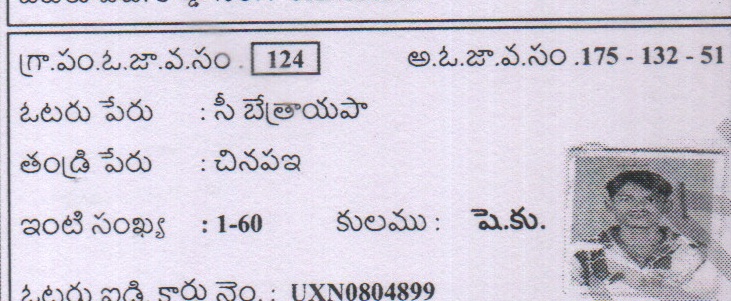 గ్రా.పం.ఓ.జా.వ.సం . 124 అ.ఓ.జా.వ.సం .175 - 132 - 51
ఓటరు పేరు : సీ బేత్రాయపా
తండ్రి పేరు : చినపఇ
ఇంటి సంఖ్య : 1-60 కులము : షె.కు.
ఓటరు ఐడి కార్డు నెం. : UXN0804899